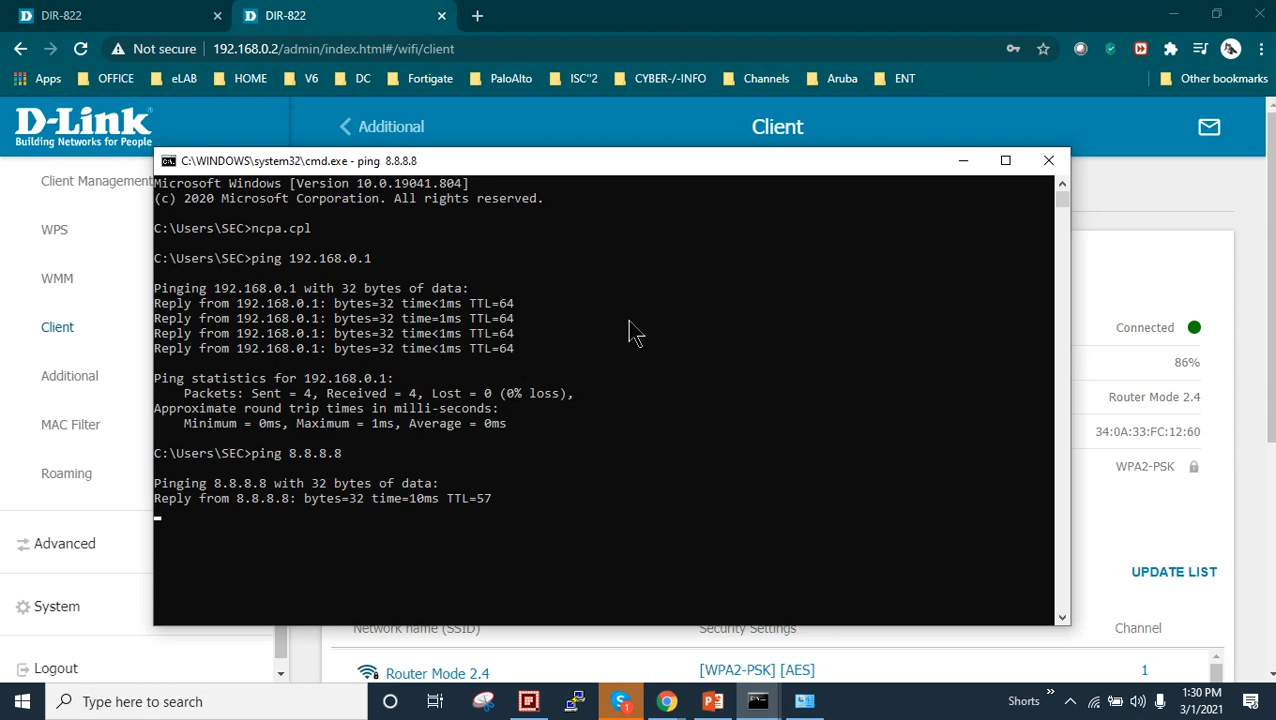 DIR-822
DIR-822
Not secure
192.168.0.2/admin/index.html#/wifi/client
Apps
OFFICE
eLAB
HOME
V6
DC
Fortigate
PaloAlto
ISC"2
CYBER-/-INFO
Channels
Aruba
ENT
Other bookmarks
D-Link
Building Networks for People
Additional
Client
Client Management
WPS
WMM
Client
Additional
MAC Filter
Roaming
Advanced
System
Logout
C:\WINDOWS\system32\cmd.exe - ping 8.8.8.8
Microsoft Windows [Version 10.0.19041.804]
(c) 2020 Microsoft Corporation. All rights reserved.
C:\Users\SEC>ncpa.cpl
C:\Users\SEC>ping 192.168.0.1
Pinging 192.168.0.1 with 32 bytes of data:
Reply from 192.168.0.1: bytes=32 time<1ms TTL=64
Reply from 192.168.0.1: bytes=32 time=1ms TTL=64
Reply from 192.168.0.1: bytes=32 time<1ms TTL=64
Reply from 192.168.0.1: bytes=32 time<1ms TTL=64
Ping statistics for 192.168.0.1:
Packets: Sent = 4, Received = 4, Lost = 0 (0% loss),
Approximate round trip times in milli-seconds:
Minimum = 0ms, Maximum = 1ms, Average = 0ms
C:\Users\SEC>ping 8.8.8.8
Pinging 8.8.8.8 with 32 bytes of data:
Reply from 8.8.8.8: bytes=32 time=10ms TTL=57
Connected
86%
Router Mode 2.4
34:0A:33:FC:12:60
WPA2-PSK
UPDATE LIST
Network name (SSID)
Security Settings
Channel
Router Mode 2.4
[WPA2-PSK] [AES]
1
Type here to search
Shorts
1:30 PM
3/1/2021